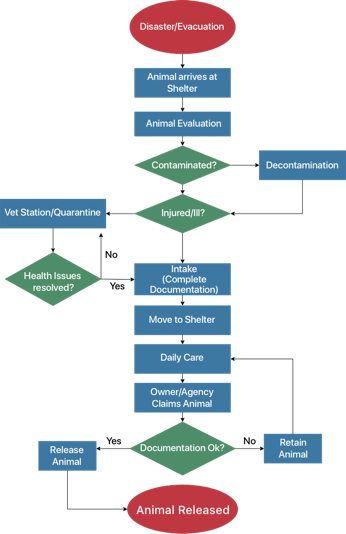 Disaster/Evacuation
Animal arrives at
Shelter
Animal Evaluation
Contaminated?
Decontamination
Vet Station/Quarantine
Injured/Ill?
No
Health Issues
resolved?
Yes
Intake
(Complete
Documentation)
Move to Shelter
Daily Care
Owner/Agency
Claims Animal
Yes
Documentation Ok?
No
Release
Animal
Retain
Animal
Animal Released